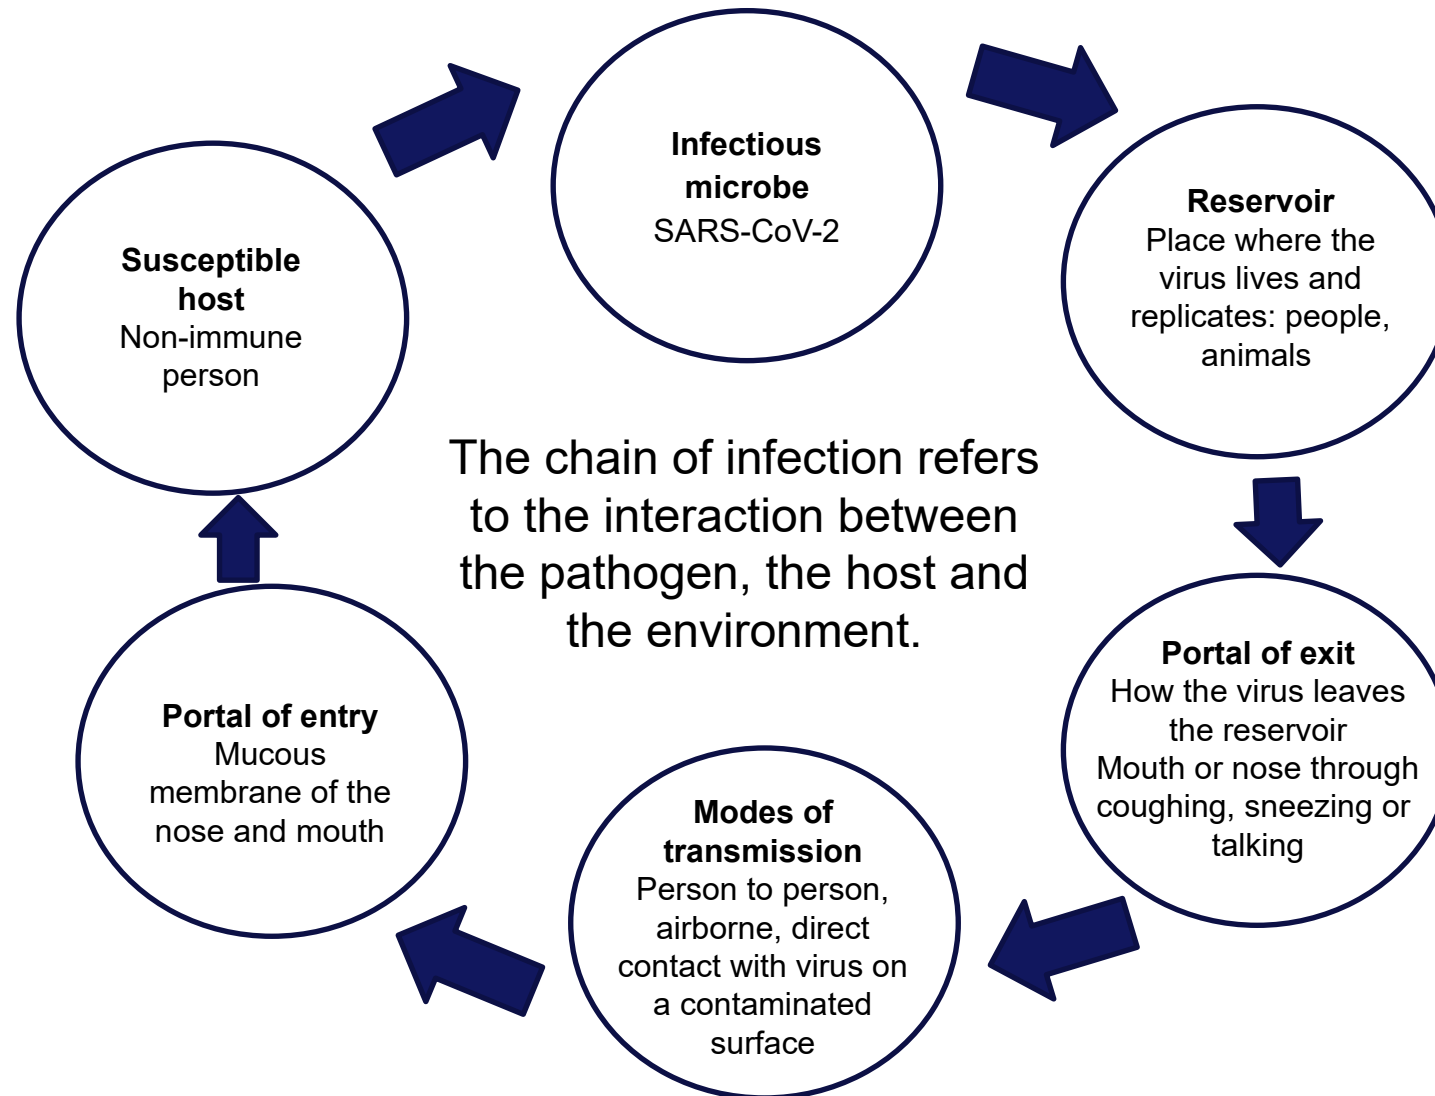 Infectious
microbe
SARS-CoV-2
Reservoir
Place where the
virus lives and
replicates: people,
animals
Portal of exit
How the virus leaves
the reservoir
Mouth or nose through
coughing, sneezing or
talking
Modes of
transmission
Person to person,
airborne, direct
contact with virus on
a contaminated
surface
Portal of entry
Mucous
membrane of the
nose and mouth
Susceptible
host
Non-immune
person
The chain of infection refers
to the interaction between
the pathogen, the host and
the environment.